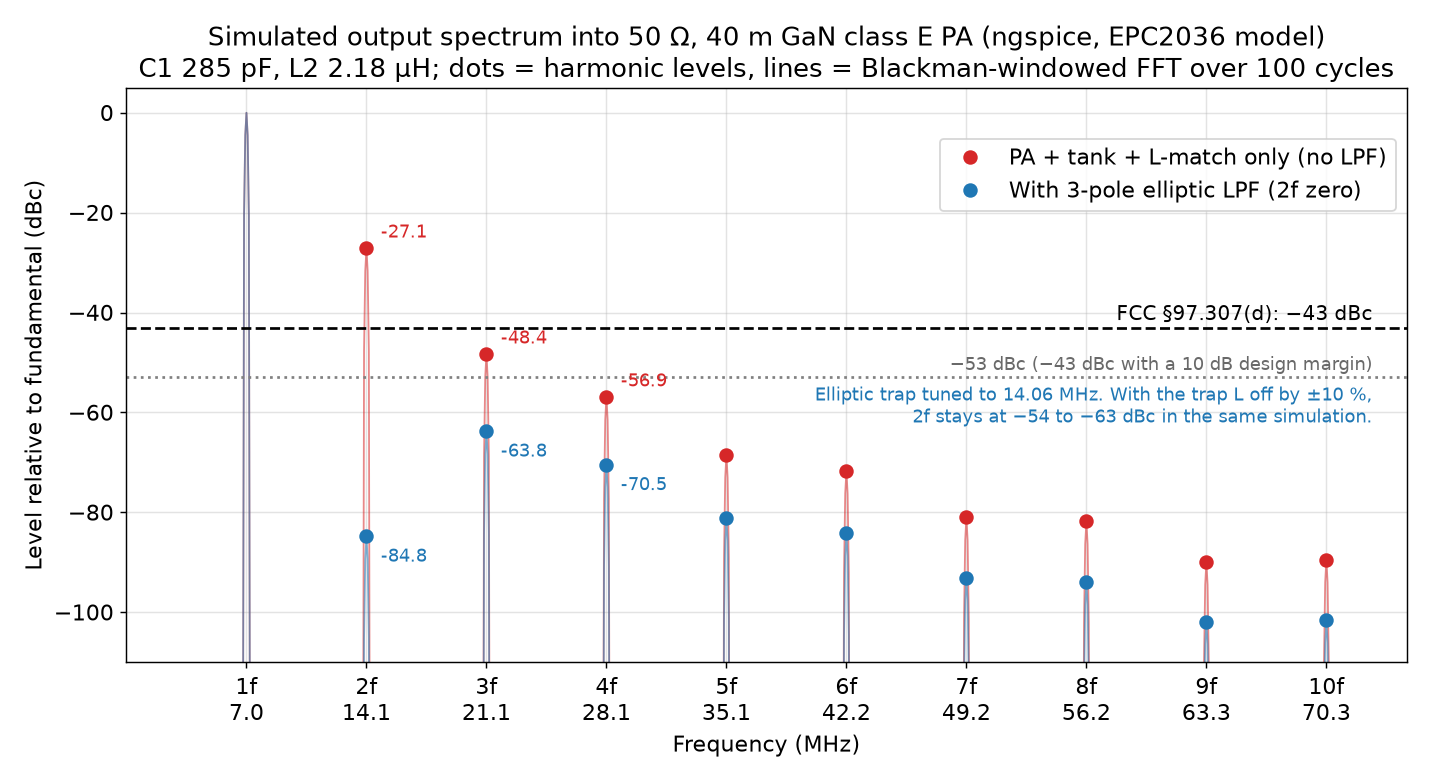 Simulated output spectrum into 50 Ω, 40 m GaN class E PA (ngspice, EPC2036 model)
C1 285 pF, L2 2.18 µH; dots = harmonic levels, lines = Blackman-windowed FFT over 100 cycles
Level relative to fundamental (dBc)
0
−20
−40
−60
−80
−100
PA + tank + L-match only (no LPF)
With 3-pole elliptic LPF (2f zero)
-27.1
FCC §97.307(d): −43 dBc
-48.4
−53 dBc (−43 dBc with a 10 dB design margin)
-56.9
Elliptic trap tuned to 14.06 MHz. With the trap L off by ±10 %,
2f stays at −54 to −63 dBc in the same simulation.
-63.8
-70.5
-84.8
1f 2f 3f 4f 5f 6f 7f 8f 9f 10f
7.0 14.1 21.1 28.1 35.1 42.2 49.2 56.2 63.3 70.3
Frequency (MHz)